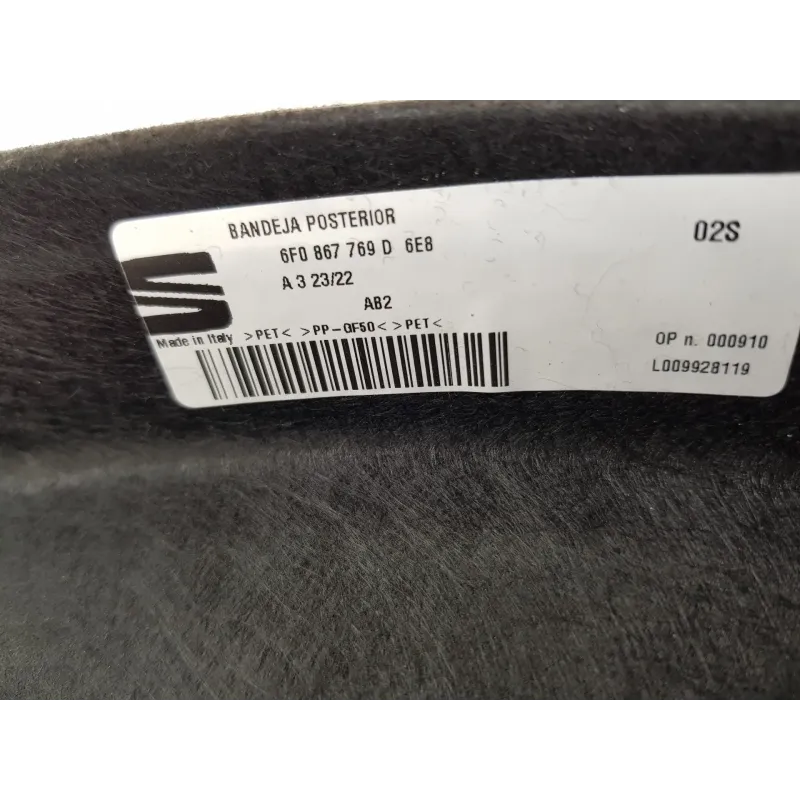 BANDEJA POSTERIOR
6F0 867 769 D 6E8
02S
A 3 23/22
AB2
Made in Italy >PET< >PP-GF50< >PET<
OP n. 000910
L009928119